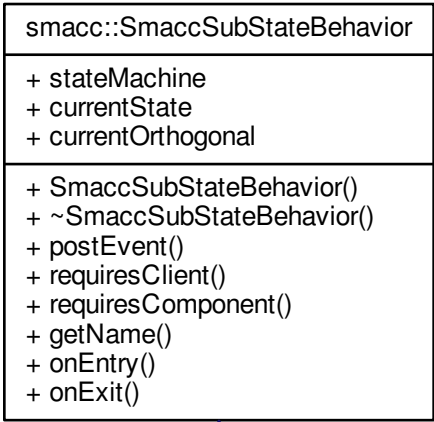 smacc::SmaccSubStateBehavior
+ stateMachine
+ currentState
+ currentOrthogonal
+ SmaccSubStateBehavior()
+ ~SmaccSubStateBehavior()
+ postEvent()
+ requiresClient()
+ requiresComponent()
+ getName()
+ onEntry()
+ onExit()